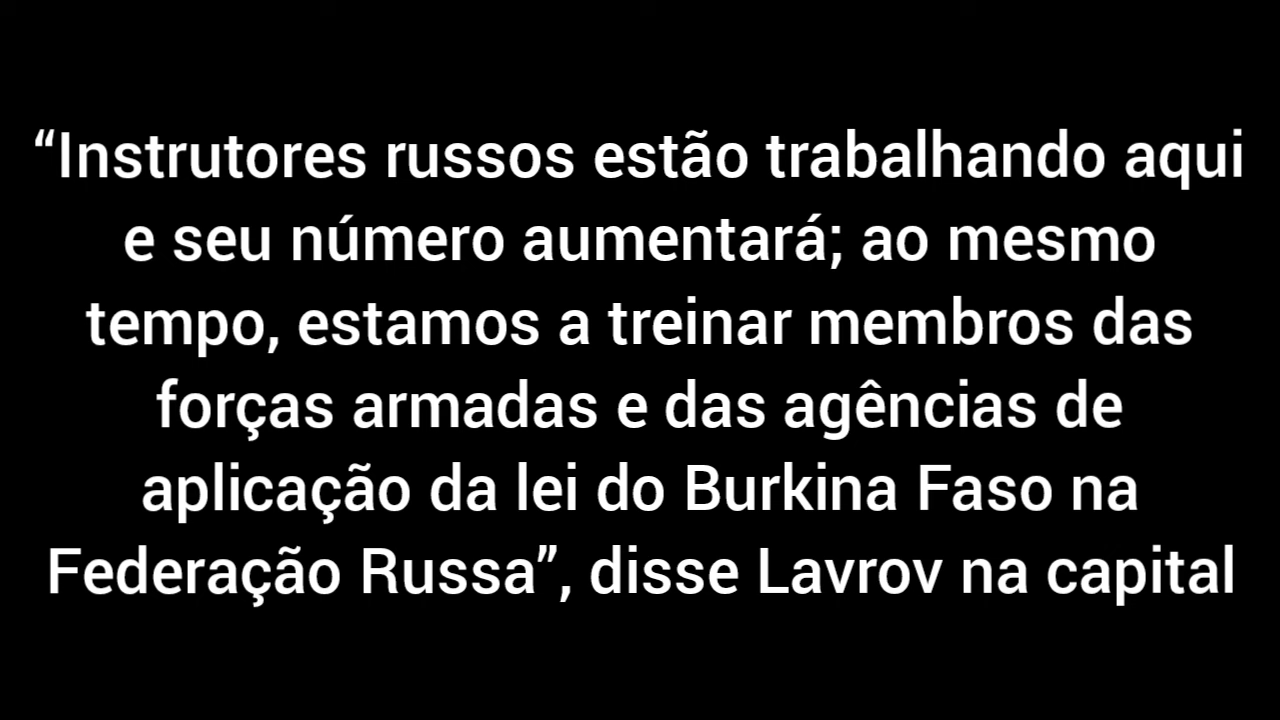 “Instrutores russos estão trabalhando aqui
e seu número aumentará; ao mesmo
tempo, estamos a treinar membros das
forças armadas e das agências de
aplicação da lei do Burkina Faso na
Federação Russa”, disse Lavrov na capital